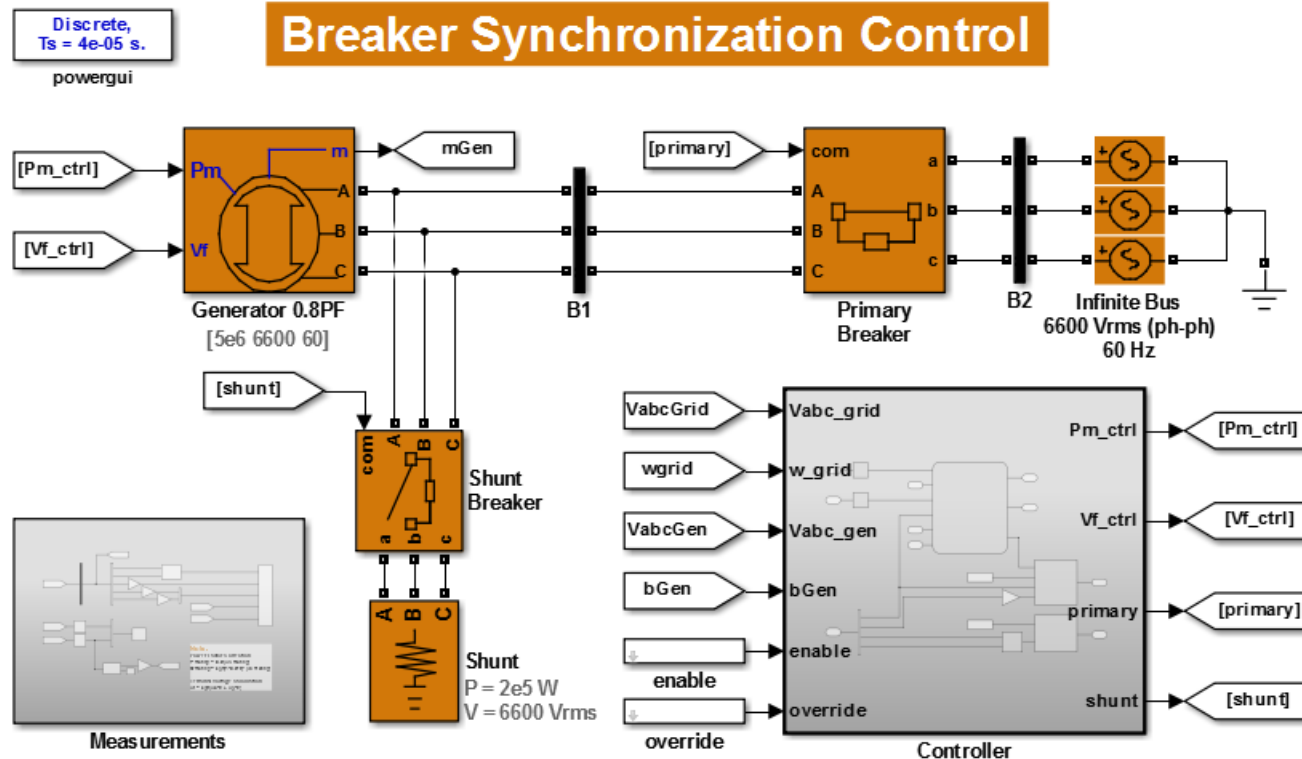 Discrete,
Ts = 4e-05 s.
powergui
Breaker Synchronization Control
[Pm_ctrl]
[Vf_ctrl]
Pm
Vf
m
A
B
C
mGen
Generator 0.8PF
[5e6 6600 60]
B1
[primary]
com
A
B
C
a
b
c
Primary
Breaker
B2
+
+
+
Infinite Bus
6600 Vrms (ph-ph)
60 Hz
[shunt]
com
A
B
C
a
b
c
Shunt
Breaker
A
B
C
Shunt
P = 2e5 W
V = 6600 Vrms
Measurements
VabcGrid
wgrid
VabcGen
bGen
enable
override
Vabc_grid
w_grid
Vabc_gen
bGen
enable
override
Pm_ctrl
Vf_ctrl
primary
shunt
[Pm_ctrl]
[Vf_ctrl]
[primary]
[shunt]
Controller